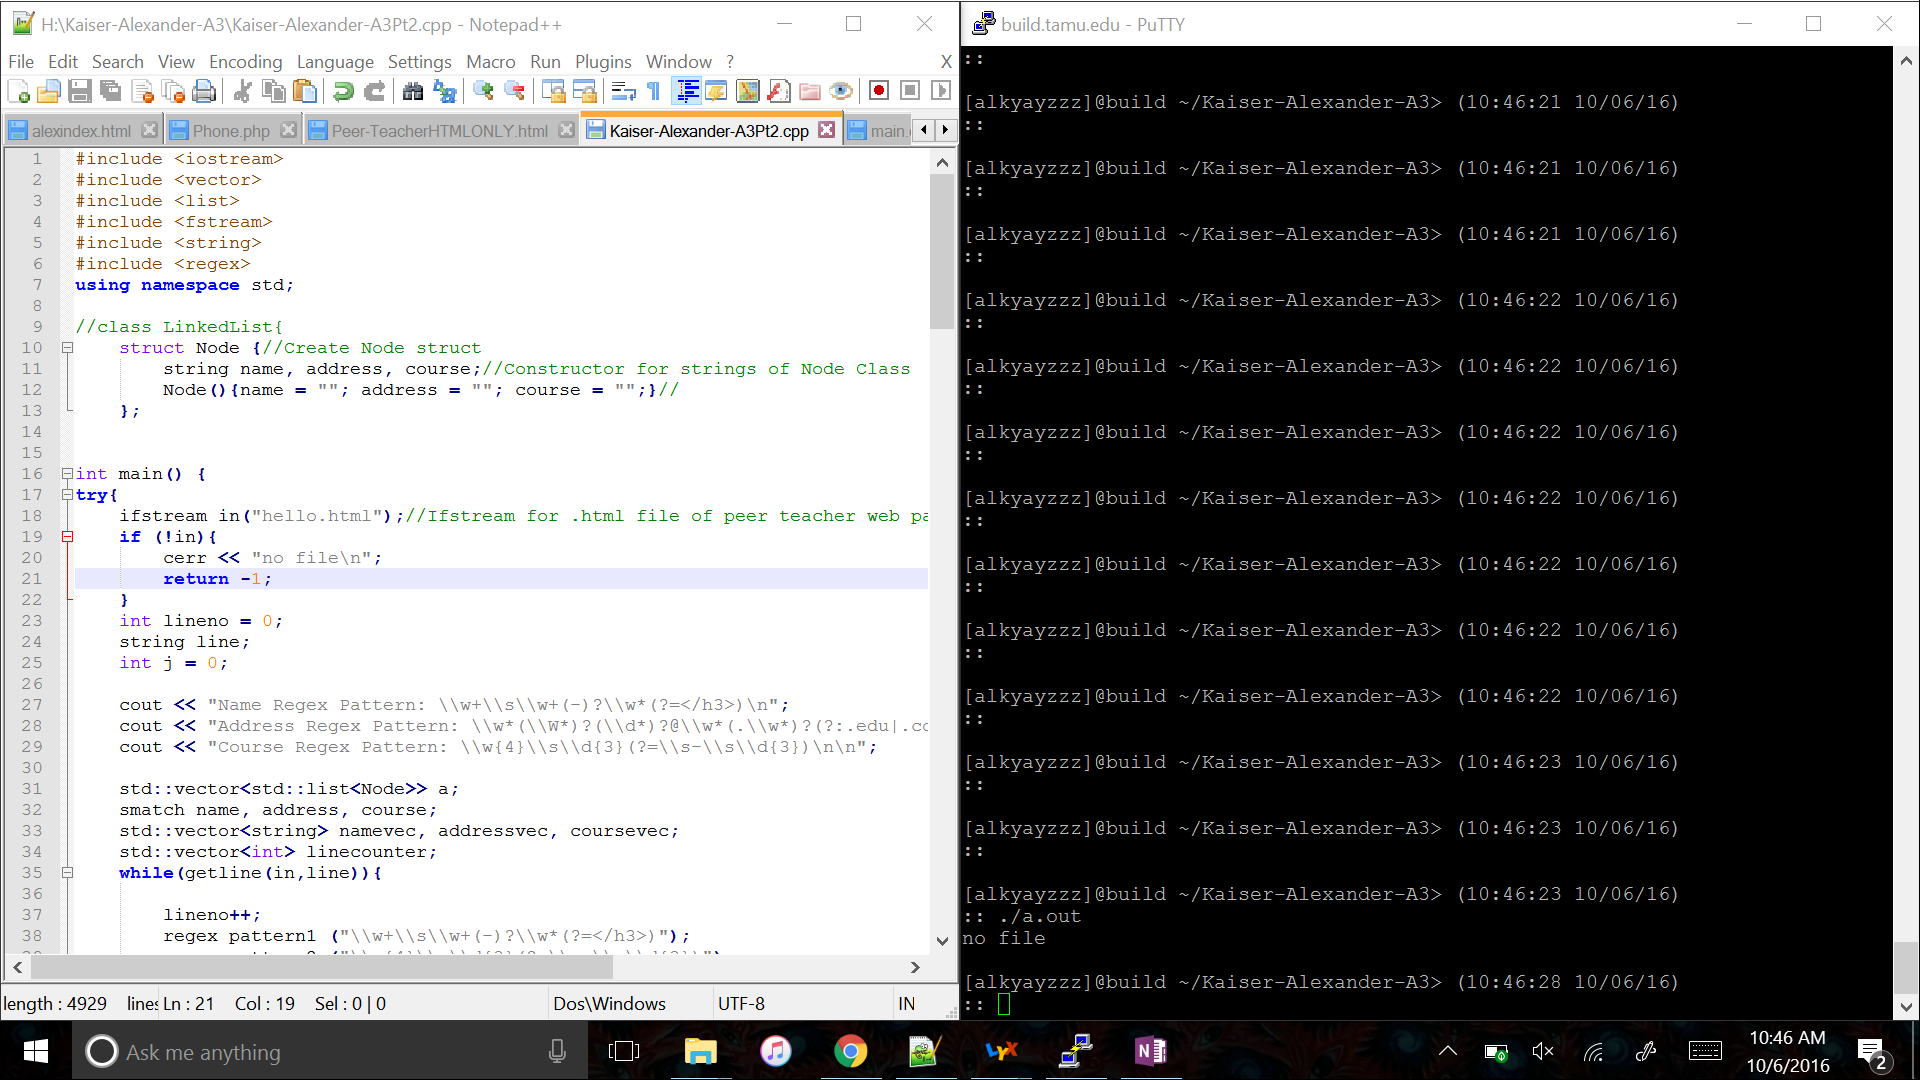 H:\Kaiser-Alexander-A3\Kaiser-Alexander-A3Pt2.cpp - Notepad++
File Edit Search View Encoding Language Settings Macro Run Plugins Window ? X
alexindex.html Phone.php Peer-TeacherHTMLONLY.html Kaiser-Alexander-A3Pt2.cpp main.
1 #include <iostream>
2 #include <vector>
3 #include <list>
4 #include <fstream>
5 #include <string>
6 #include <regex>
7 using namespace std;
8
9 //class LinkedList{
10 struct Node {//Create Node struct
11 string name, address, course;//Constructor for strings of Node Class
12 Node(){name = ""; address = ""; course = "";}//
13 };
14
15
16 int main() {
17 try{
18 ifstream in("hello.html");//Ifstream for .html file of peer teacher web pa
19 if (!in){
20 cerr << "no file\n";
21 return -1;
22 }
23 int lineno = 0;
24 string line;
25 int j = 0;
26
27 cout << "Name Regex Pattern: \\w+\\s\\w+(-)?\\w*(?=</h3>)\n";
28 cout << "Address Regex Pattern: \\w*(\\W*)?(\\d*)?@\\w*(.\\w*)?(?:.edu|.co
29 cout << "Course Regex Pattern: \\w{4}\\s\\d{3}(?=\\s-\\s\\d{3})\n\n";
30
31 std::vector<std::list<Node>> a;
32 smatch name, address, course;
33 std::vector<string> namevec, addressvec, coursevec;
34 std::vector<int> linecounter;
35 while(getline(in,line)){
36
37 lineno++;
38 regex pattern1 ("\\w+\\s\\w+(-)?\\w*(?=</h3>)");
length : 4929 lines Ln : 21 Col : 19 Sel : 0 | 0 Dos\Windows UTF-8 IN
build.tamu.edu - PuTTY
::
[alkyayzzz]@build ~/Kaiser-Alexander-A3> (10:46:21 10/06/16)
::
[alkyayzzz]@build ~/Kaiser-Alexander-A3> (10:46:21 10/06/16)
::
[alkyayzzz]@build ~/Kaiser-Alexander-A3> (10:46:21 10/06/16)
::
[alkyayzzz]@build ~/Kaiser-Alexander-A3> (10:46:22 10/06/16)
::
[alkyayzzz]@build ~/Kaiser-Alexander-A3> (10:46:22 10/06/16)
::
[alkyayzzz]@build ~/Kaiser-Alexander-A3> (10:46:22 10/06/16)
::
[alkyayzzz]@build ~/Kaiser-Alexander-A3> (10:46:22 10/06/16)
::
[alkyayzzz]@build ~/Kaiser-Alexander-A3> (10:46:22 10/06/16)
::
[alkyayzzz]@build ~/Kaiser-Alexander-A3> (10:46:22 10/06/16)
::
[alkyayzzz]@build ~/Kaiser-Alexander-A3> (10:46:22 10/06/16)
::
[alkyayzzz]@build ~/Kaiser-Alexander-A3> (10:46:23 10/06/16)
::
[alkyayzzz]@build ~/Kaiser-Alexander-A3> (10:46:23 10/06/16)
::
[alkyayzzz]@build ~/Kaiser-Alexander-A3> (10:46:23 10/06/16)
:: ./a.out
no file
[alkyayzzz]@build ~/Kaiser-Alexander-A3> (10:46:28 10/06/16)
::
Ask me anything
10:46 AM
10/6/2016
2